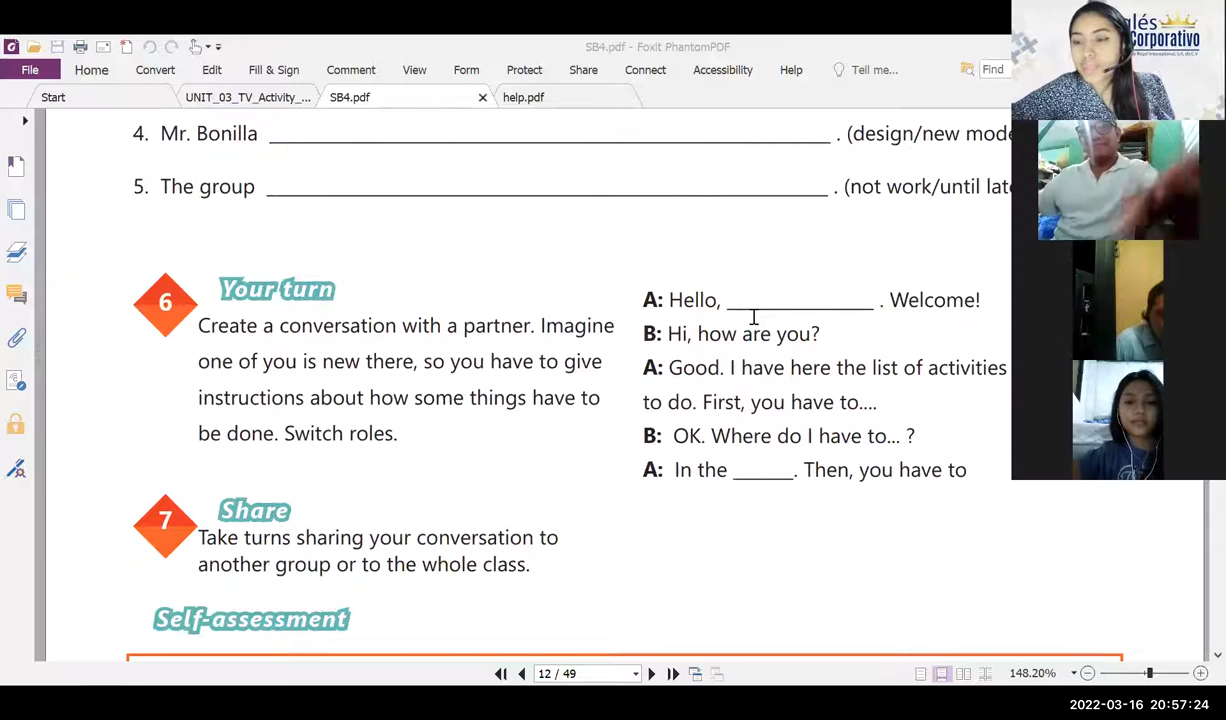 SB4.pdf - Foxit PhantomPDF
File Home Convert Edit Fill & Sign Comment View Form Protect Share Connect Accessibility Help Tell me... Find
Start UNIT_03_TV_Activity_... SB4.pdf help.pdf
4. Mr. Bonilla ______ . (design/new mode
5. The group ______ . (not work/until late
6 Your turn
Create a conversation with a partner. Imagine
one of you is new there, so you have to give
instructions about how some things have to
be done. Switch roles.
A: Hello, ______ . Welcome!
B: Hi, how are you?
A: Good. I have here the list of activities
to do. First, you have to....
B: OK. Where do I have to... ?
A: In the ______. Then, you have to
7 Share
Take turns sharing your conversation to
another group or to the whole class.
Self-assessment
12 / 49
148.20%
2022-03-16 20:57:24
glés
Corporativo